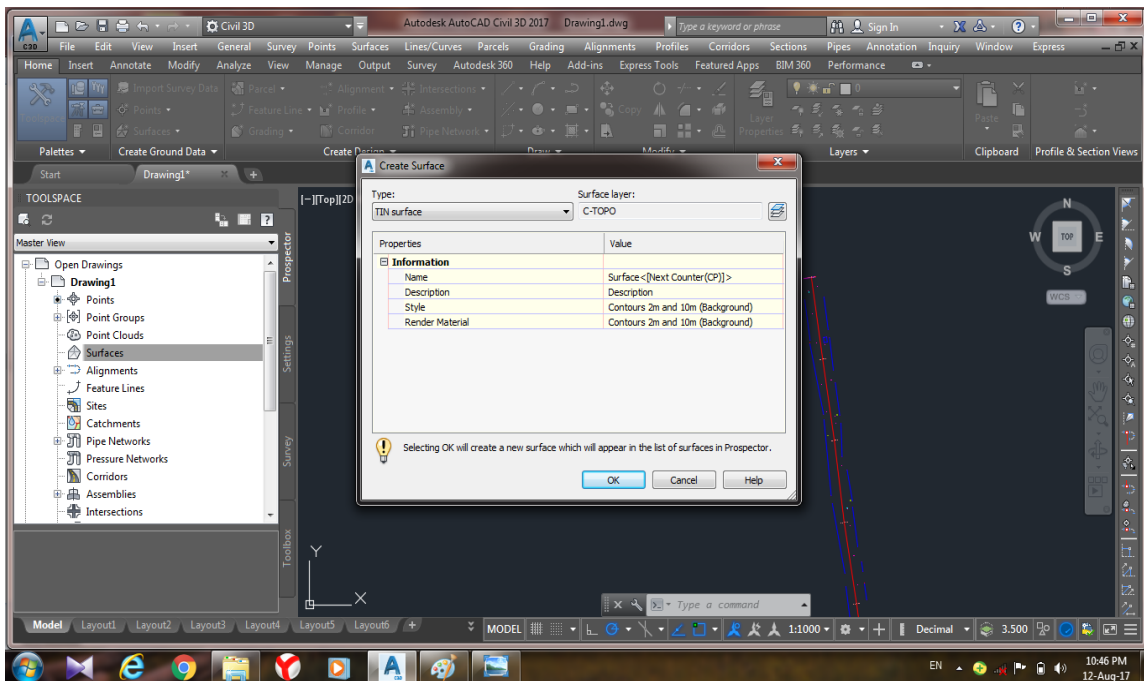 Civil 3D
Autodesk AutoCAD Civil 3D 2017 Drawing1.dwg
Type a keyword or phrase
Sign In
C3D
File Edit View Insert General Survey Points Surfaces Lines/Curves Parcels Grading Alignments Profiles Corridors Sections Pipes Annotation Inquiry Window Express
Home Insert Annotate Modify Analyze View Manage Output Survey Autodesk 360 Help Add-ins Express Tools Featured Apps BIM 360 Performance
Import Survey Data Parcel Alignment Intersections
Points Feature Line Profile Assembly Copy Layer Properties Paste
Surfaces Grading Corridor Pipe Network
0
Palettes Create Ground Data Create Design Draw Modify Layers Clipboard Profile & Section Views
Start Drawing1* +
TOOLSPACE
Master View
Open Drawings
Drawing1
Points
Point Groups
Point Clouds
Surfaces
Alignments
Feature Lines
Sites
Catchments
Pipe Networks
Pressure Networks
Corridors
Assemblies
Intersections
Prospector
Settings
Survey
Toolbox
[-][Top][2D
Create Surface
Type: Surface layer:
TIN surface C-TOPO
Properties Value
Information
Name Surface<[Next Counter(CP)]>
Description Description
Style Contours 2m and 10m (Background)
Render Material Contours 2m and 10m (Background)
Selecting OK will create a new surface which will appear in the list of surfaces in Prospector.
OK Cancel Help
N
W TOP E
S
WCS
Y
X
Type a command
Model Layout1 Layout2 Layout3 Layout4 Layout5 Layout6 +
MODEL 1:1000 Decimal 3.500
EN 10:46 PM
12-Aug-17